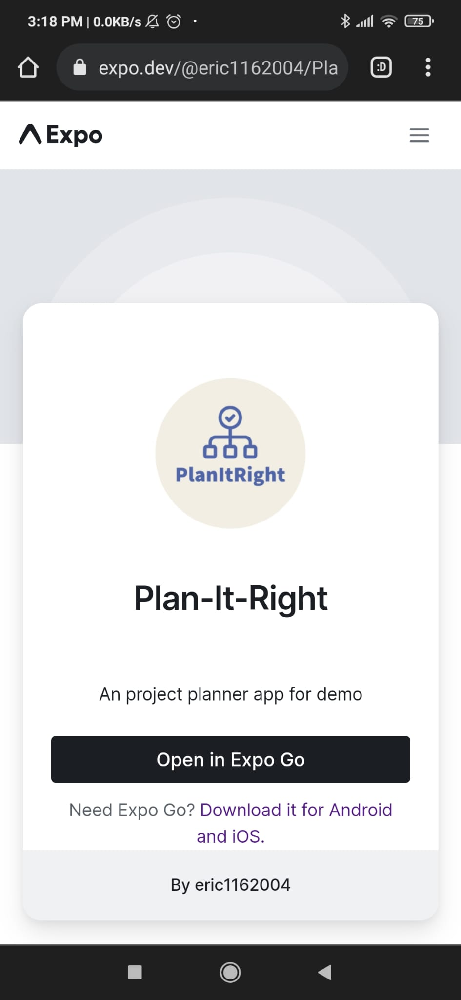 3:18 PM | 0.0KB/s
75
expo.dev/@eric1162004/Pla
:D
Expo
PlanItRight
Plan-It-Right
An project planner app for demo
Open in Expo Go
Need Expo Go? Download it for Android
and iOS.
By eric1162004